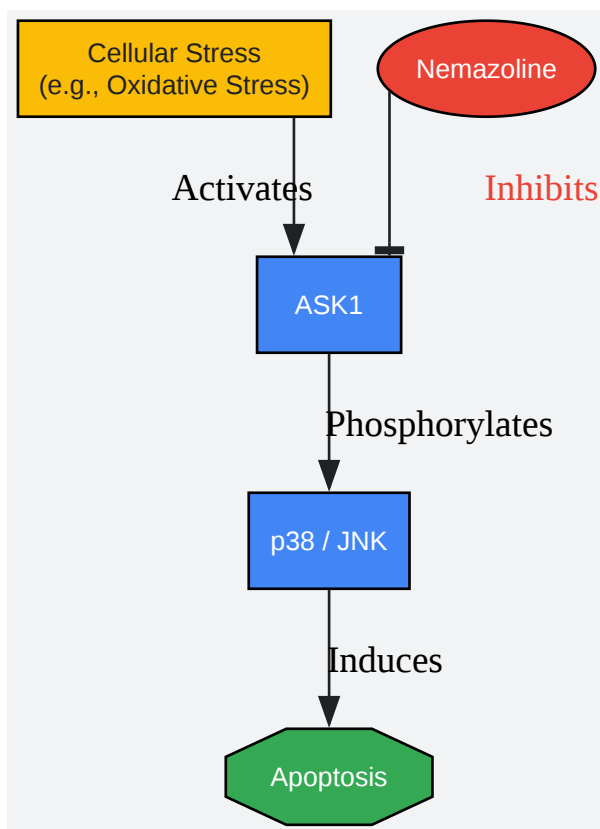 Cellular Stress
(e.g., Oxidative Stress)
Nemazoline
Activates
Inhibits
ASK1
Phosphorylates
p38 / JNK
Induces
Apoptosis